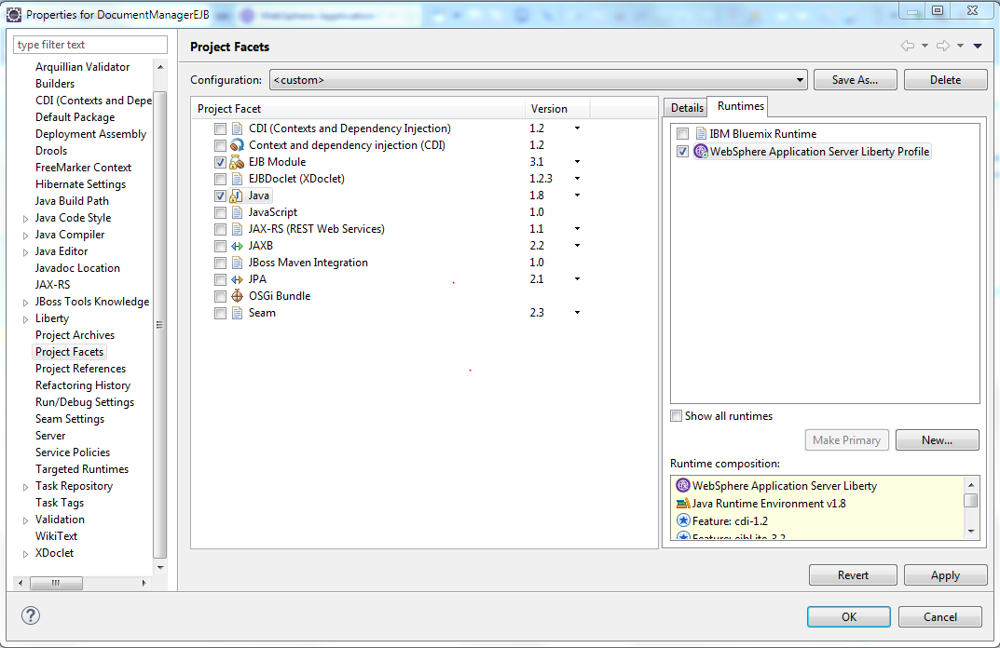 Properties for DocumentManagerEJB
type filter text
Arquillian Validator
Builders
CDI (Contexts and Depe
Default Package
Deployment Assembly
Drools
FreeMarker Context
Hibernate Settings
Java Build Path
Java Code Style
Java Compiler
Java Editor
Javadoc Location
JAX-RS
JBoss Tools Knowledge
Liberty
Project Archives
Project Facets
Project References
Refactoring History
Run/Debug Settings
Seam Settings
Server
Service Policies
Targeted Runtimes
Task Repository
Task Tags
Validation
WikiText
XDoclet
Project Facets
Configuration: <custom> Save As... Delete
Project Facet Version
CDI (Contexts and Dependency Injection) 1.2
Context and dependency injection (CDI) 1.2
EJB Module 3.1
EJBDoclet (XDoclet) 1.2.3
Java 1.8
JavaScript 1.0
JAX-RS (REST Web Services) 1.1
JAXB 2.2
JBoss Maven Integration 1.0
JPA 2.1
OSGi Bundle
Seam 2.3
Details Runtimes
IBM Bluemix Runtime
WebSphere Application Server Liberty Profile
Show all runtimes
Make Primary New...
Runtime composition:
WebSphere Application Server Liberty
Java Runtime Environment v1.8
Feature: cdi-1.2
Feature: ejbLite-3.2
Revert Apply
OK Cancel